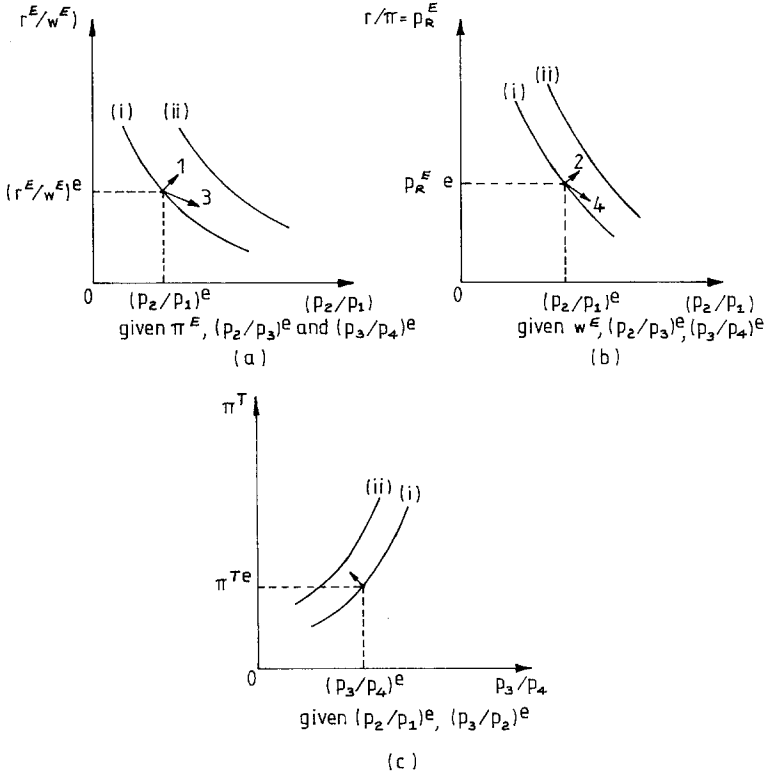 r^E/w^E)
(i)
(ii)
1
3
(r^E/w^E)^e
0
(p₂/p₁)^e
(p₂/p₁)
given π^E, (p₂/p₃)^e and (p₃/p₄)^e
(a)
r/π = p_R^E
(i)
(ii)
2
4
p_R^E e
0
(p₂/p₁)^e
(p₂/p₁)
given w^E, (p₂/p₃)^e, (p₃/p₄)^e
(b)
π^T
(ii)
(i)
π^Te
0
(p₃/p₄)^e
p₃/p₄
given (p₂/p₁)^e, (p₃/p₂)^e
(c)